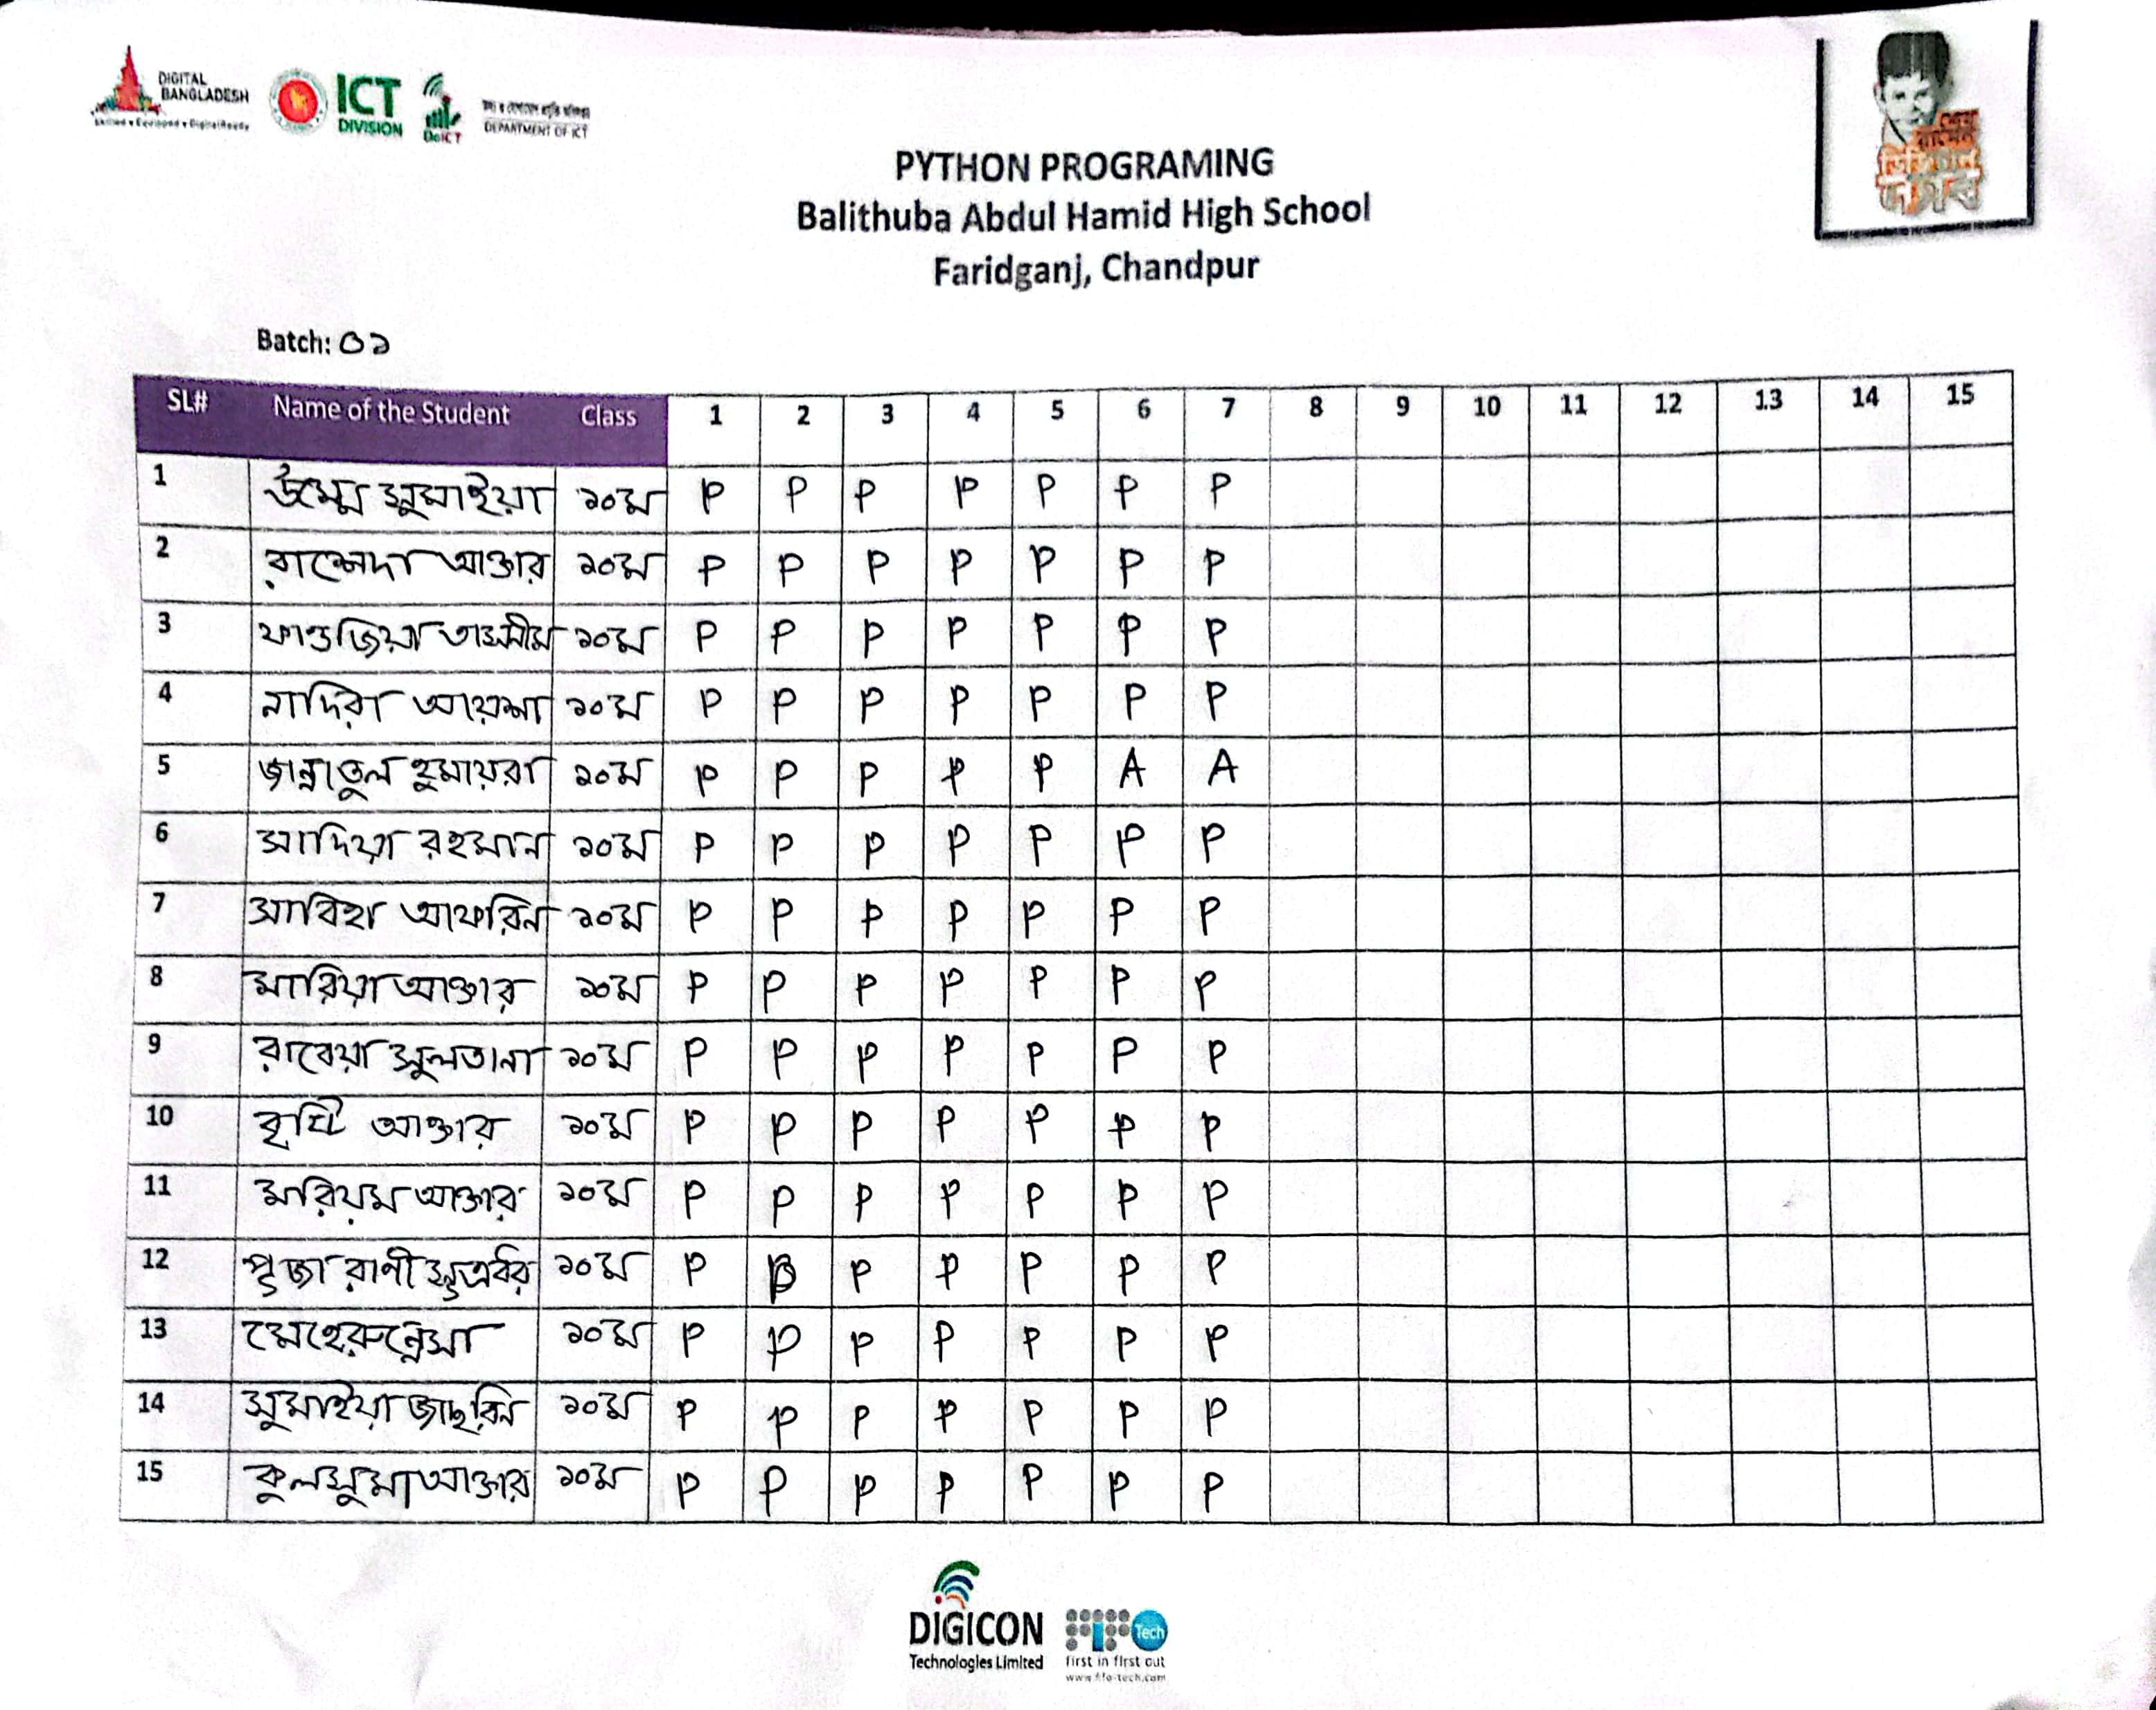 DIGITAL
BANGLADESH
Skilled • Equipped • DigitalReady
ICT
DIVISION
DoICT
DEPARTMENT OF ICT
PYTHON PROGRAMING
Balithuba Abdul Hamid High School
Faridganj, Chandpur
Batch: ০১
SL# Name of the Student Class 1 2 3 4 5 6 7 8 9 10 11 12 13 14 15
1 উম্মে সুমাইয়া ১০ম P P P P P P P
2 রাশেদা আক্তার ১০ম P P P P P P P
3 ফাওজিয়া তাসনীম ১০ম P P P P P P P
4 নাদিরা আয়েশা ১০ম P P P P P P P
5 জান্নাতুল হুমায়রা ১০ম P P P P P A A
6 সাদিয়া রহমান ১০ম P P P P P P P
7 সাবিহা আফরিন ১০ম P P P P P P P
8 মারিয়া আক্তার ১০ম P P P P P P P
9 রাবেয়া সুলতানা ১০ম P P P P P P P
10 বৃষ্টি আক্তার ১০ম P P P P P P P
11 মরিয়ম আক্তার ১০ম P P P P P P P
12 পূজা রাণী সূত্রধর ১০ম P P P P P P
13 মেহেরুন্নেসা ১০ম P P P P P P P
14 সুমাইয়া জাছরিন ১০ম P P P P P P P
15 কুলসুমা আক্তার ১০ম P P P P P P P
DIGICON
Technologies Limited
Tech
first in first out
www.fifo-tech.com